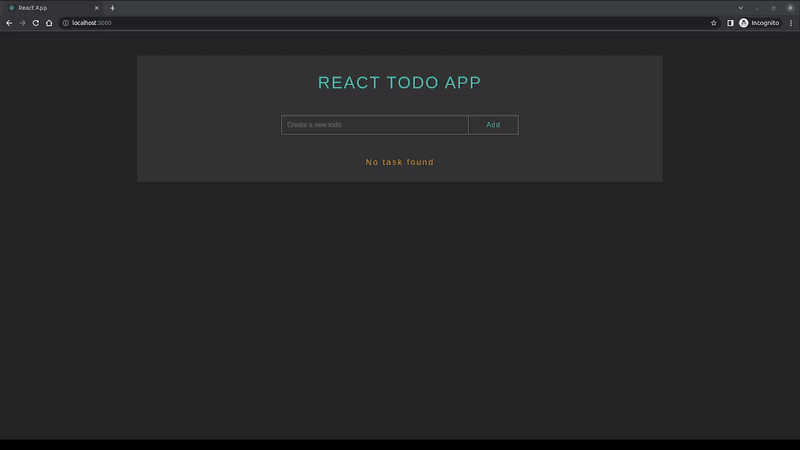 React App
localhost:3000
Incognito
REACT TODO APP
Create a new todo
Add
No task found